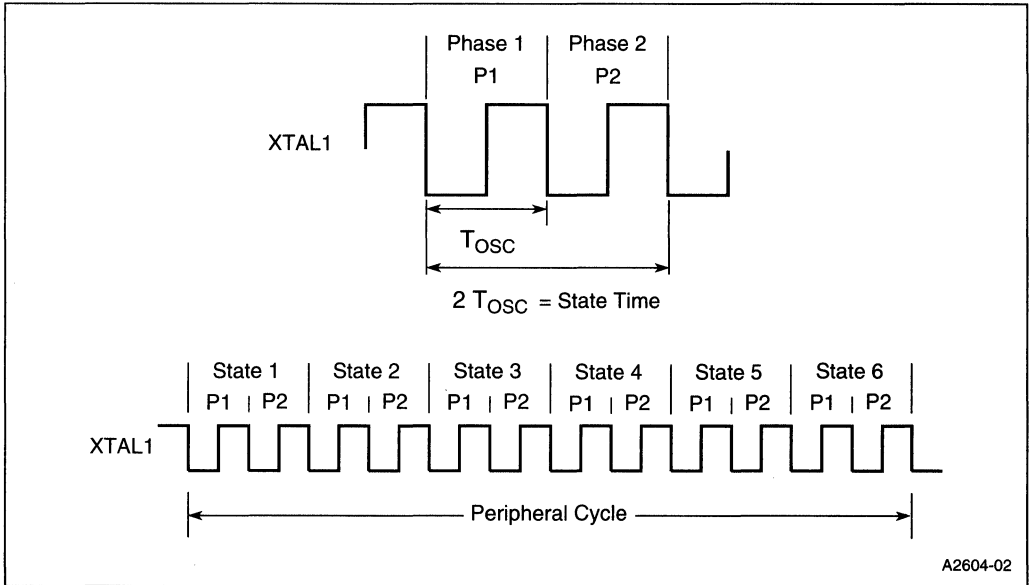 Phase 1 Phase 2
P1 P2
XTAL1
TOSC
2 TOSC = State Time
State 1 State 2 State 3 State 4 State 5 State 6
P1 P2 P1 P2 P1 P2 P1 P2 P1 P2 P1 P2
XTAL1
Peripheral Cycle
A2604-02